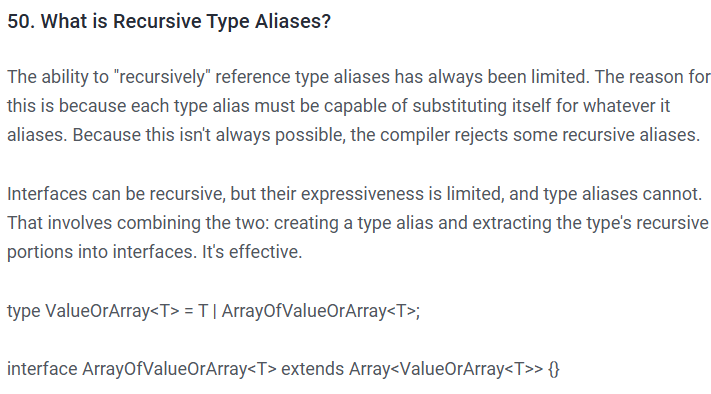 50. What is Recursive Type Aliases?
The ability to "recursively" reference type aliases has always been limited. The reason for
this is because each type alias must be capable of substituting itself for whatever it
aliases. Because this isn't always possible, the compiler rejects some recursive aliases.
Interfaces can be recursive, but their expressiveness is limited, and type aliases cannot.
That involves combining the two: creating a type alias and extracting the type's recursive
portions into interfaces. It's effective.
type ValueOrArray<T> = T | ArrayOfValueOrArray<T>;
interface ArrayOfValueOrArray<T> extends Array<ValueOrArray<T>> {}